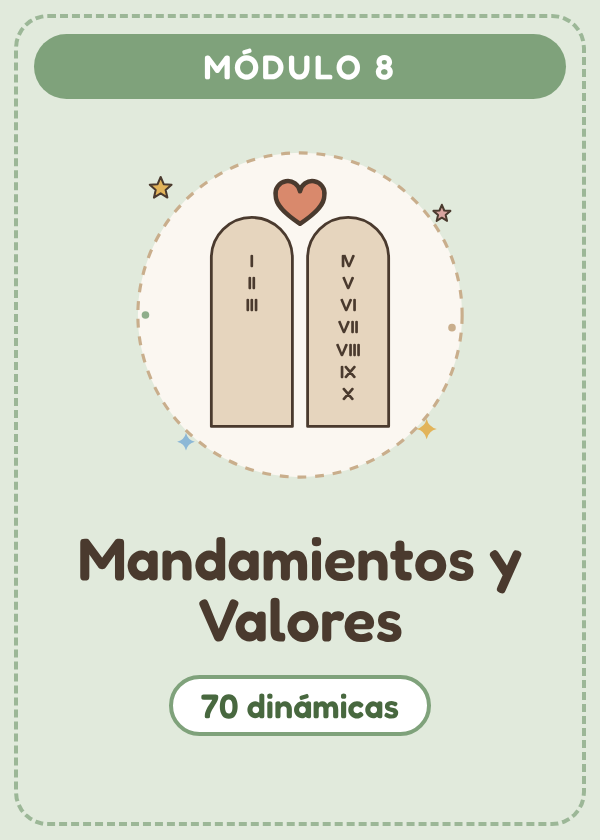 MÓDULO 8
I
II
III
IV
V
VI
VII
VIII
IX
X
Mandamientos y
Valores
70 dinámicas